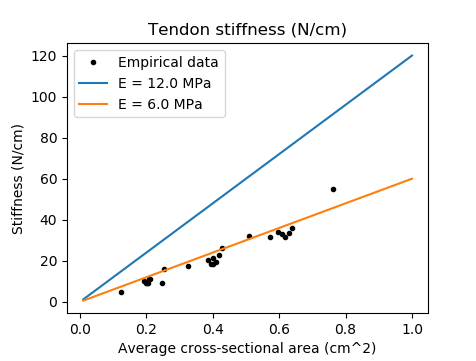 Tendon stiffness (N/cm)
Empirical data
E = 12.0 MPa
E = 6.0 MPa
120
100
80
60
40
20
0
Stiffness (N/cm)
0.0 0.2 0.4 0.6 0.8 1.0
Average cross-sectional area (cm^2)